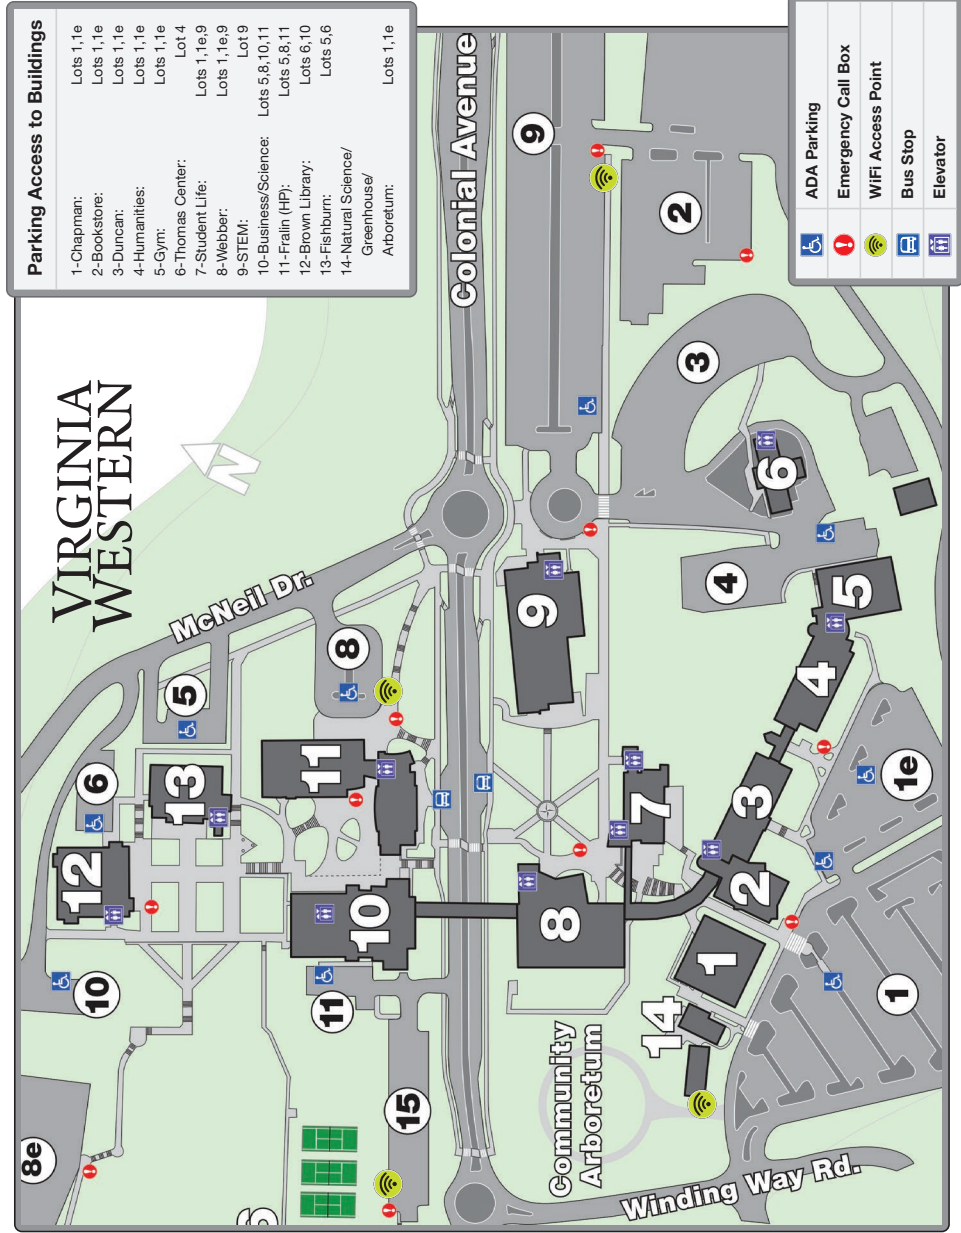 Parking Access to Buildings
1-Chapman: Lots 1,1e
2-Bookstore: Lots 1,1e
3-Duncan: Lots 1,1e
4-Humanities: Lots 1,1e
5-Gym: Lots 1,1e
6-Thomas Center: Lot 4
7-Student Life: Lots 1,1e,9
8-Webber: Lots 1,1e,9
9-STEM: Lot 9
10-Business/Science: Lots 5,8,10,11
11-Fralin (HP): Lots 5,8,11
12-Brown Library: Lots 6,10
13-Fishburn: Lots 5,6
14-Natural Science/
Greenhouse/
Arboretum: Lots 1,1e
VIRGINIA
WESTERN
N
McNeil Dr.
Colonial Avenue
Community
Arboretum
Winding Way Rd.
8e
10
12
6
13
5
11
8
11
10
15
9
9
8
7
14
1
2
3
4
5
6
4
3
2
1
1e
ADA Parking
Emergency Call Box
WiFi Access Point
Bus Stop
Elevator